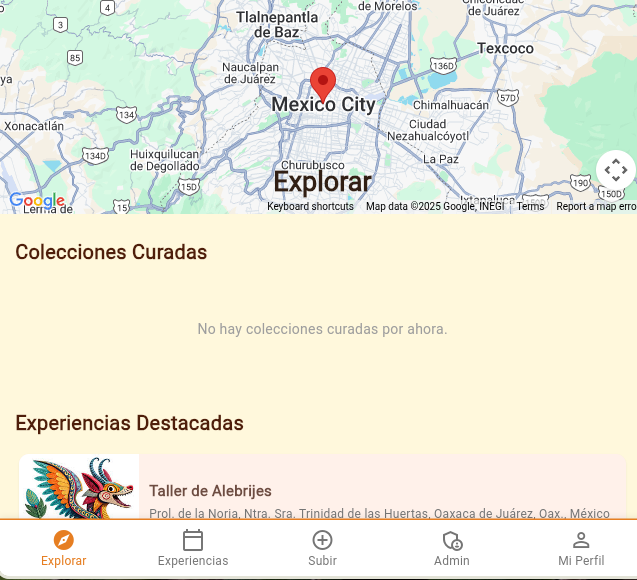 de Morelos
Chiconcuac
de Juárez
Tlalnepantla
de Baz
3
4
85
Texcoco
Naucalpan
de Juárez
136D
Mexico City
57D
Chimalhuacán
134
Xonacatlán
Ciudad
Nezahualcóyotl
134D
Huixquilucan
de Degollado
La Paz
Churubusco
15D
Explorar
190
150D
Ixtapaluca
Google
Lerma de
15
Keyboard shortcuts
Map data ©2025 Google, INEGI
Terms
Report a map erro
Colecciones Curadas
No hay colecciones curadas por ahora.
Experiencias Destacadas
Taller de Alebrijes
Prol. de la Noria, Ntra. Sra. Trinidad de las Huertas, Oaxaca de Juárez, Oax., México
Explorar
Experiencias
Subir
Admin
Mi Perfil